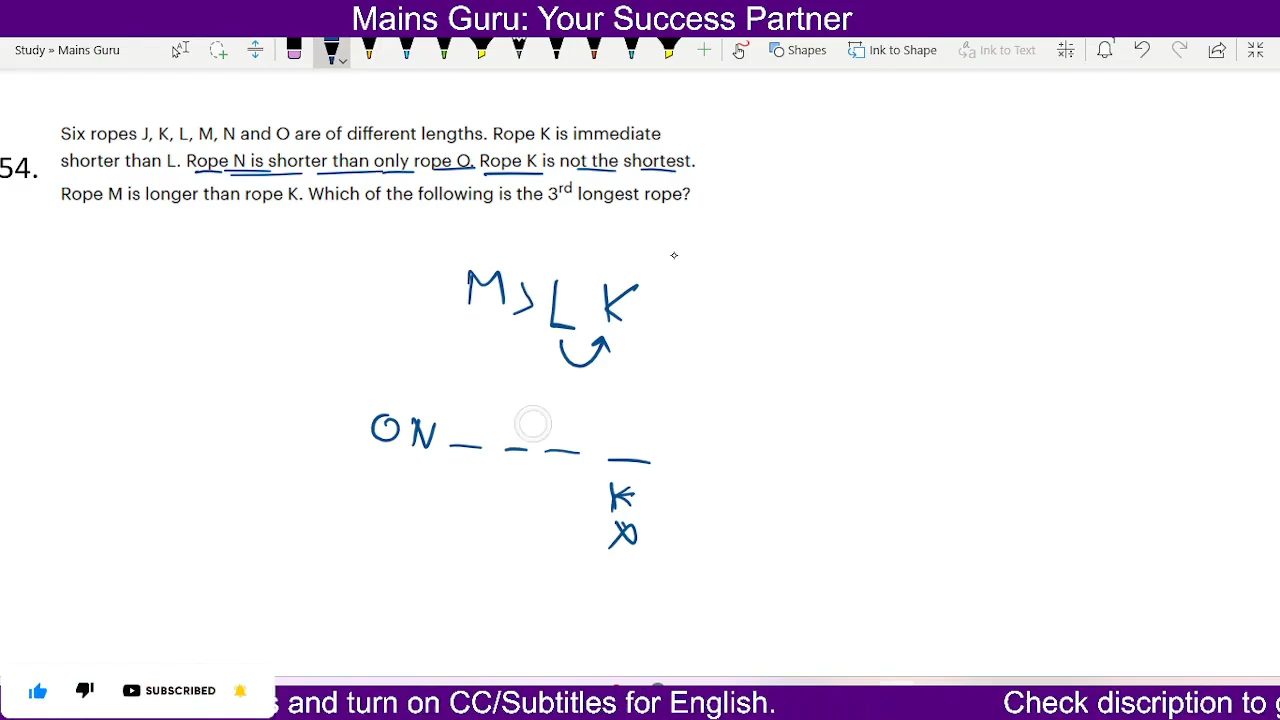 Mains Guru: Your Success Partner
Study » Mains Guru
Shapes
Ink to Shape
Ink to Text
54.
Six ropes J, K, L, M, N and O are of different lengths. Rope K is immediate
shorter than L. Rope N is shorter than only rope O. Rope K is not the shortest.
Rope M is longer than rope K. Which of the following is the 3rd longest rope?
M > L K
O N _ _ _ _
K
SUBSCRIBED
s and turn on CC/Subtitles for English.
Check discription to g